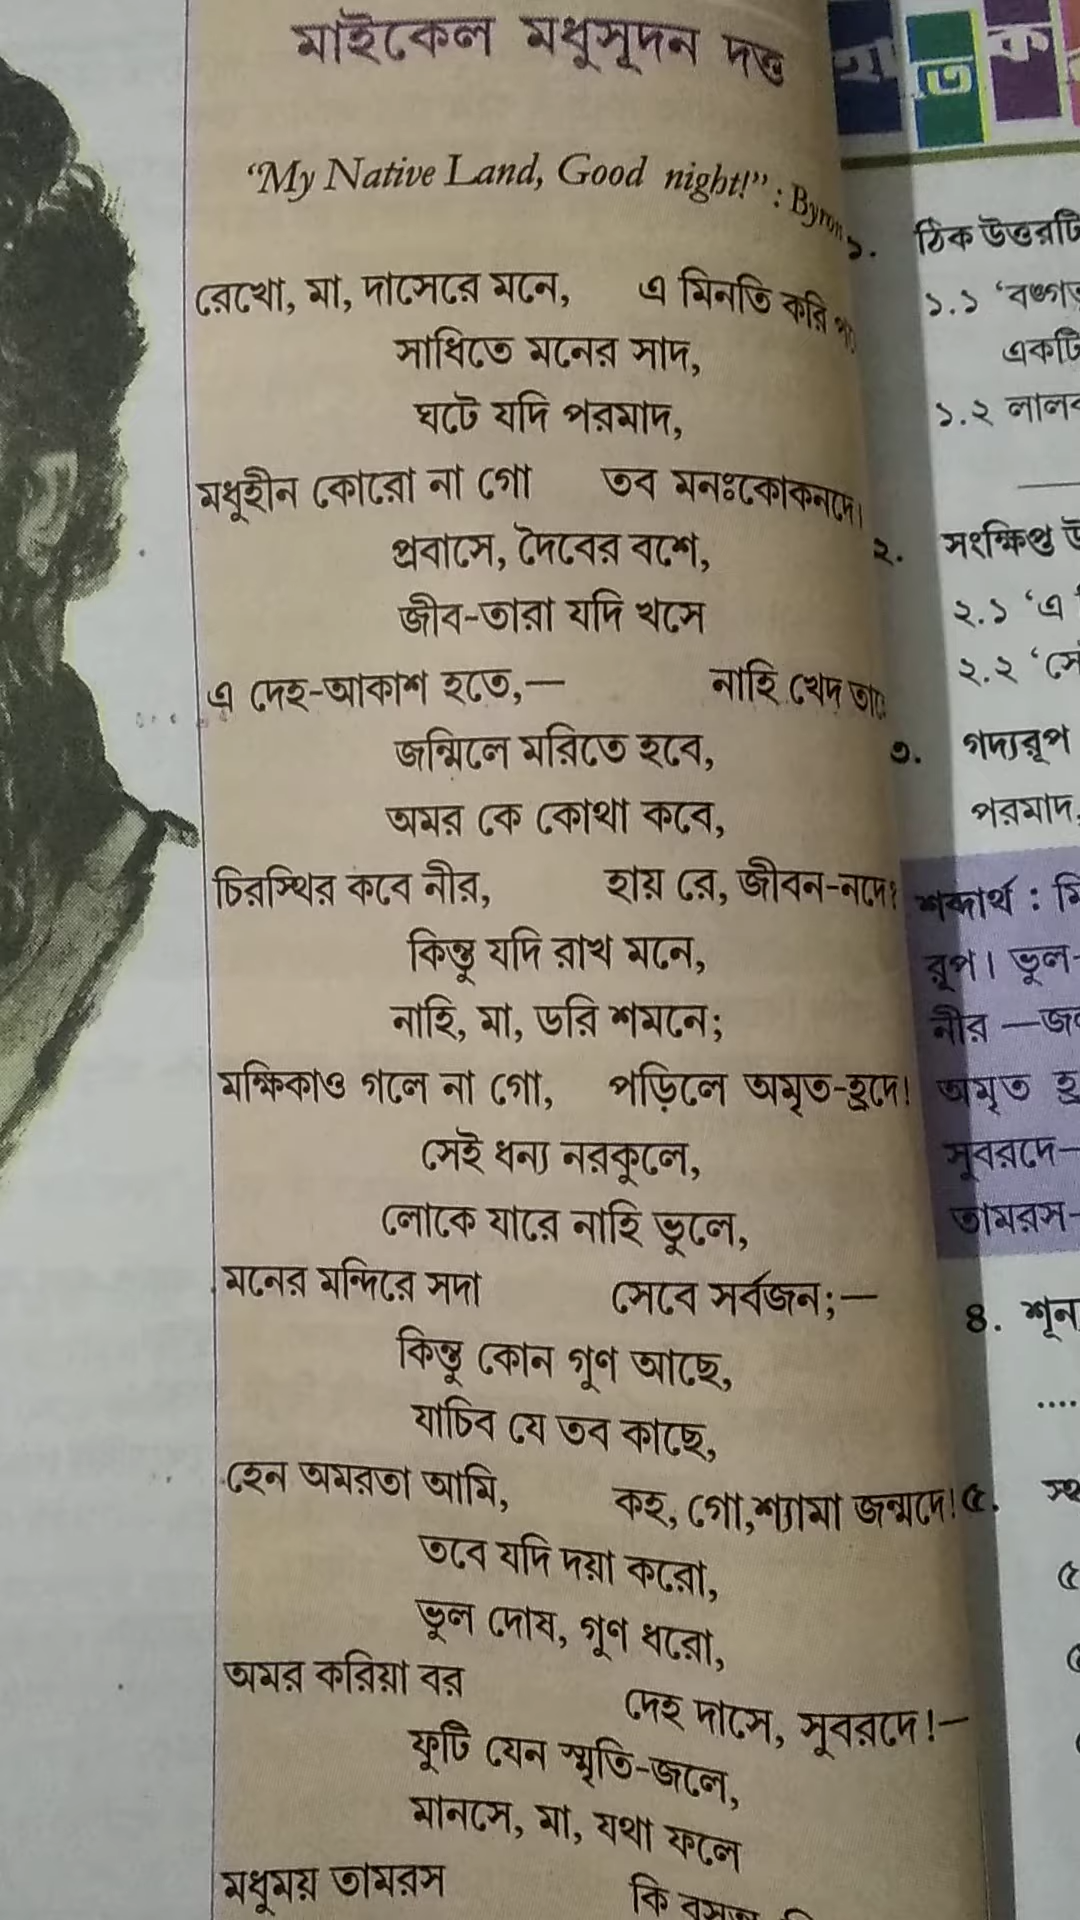 মাইকেল মধুসূদন দত্ত
‘My Native Land, Good night!” : Byron
রেখো, মা, দাসেরে মনে, এ মিনতি করি
সাধিতে মনের সাদ,
ঘটে যদি পরমাদ,
মধুহীন কোরো না গো তব মনঃকোকনদে।
প্রবাসে, দৈবের বশে,
জীব-তারা যদি খসে
এ দেহ-আকাশ হতে,— নাহি খেদ
জন্মিলে মরিতে হবে,
অমর কে কোথা কবে,
চিরস্থির কবে নীর, হায় রে, জীবন-নদে?
কিন্তু যদি রাখ মনে,
নাহি, মা, ডরি শমনে;
মক্ষিকাও গলে না গো, পড়িলে অমৃত-হ্রদে!
সেই ধন্য নরকুলে,
লোকে যারে নাহি ভুলে,
মনের মন্দিরে সদা সেবে সর্বজন;—
কিন্তু কোন গুণ আছে,
যাচিব যে তব কাছে,
হেন অমরতা আমি, কহ, গো,শ্যামা জন্মদে!
তবে যদি দয়া করো,
ভুল দোষ, গুণ ধরো,
অমর করিয়া বর দেহ দাসে, সুবরদে!—
ফুটি যেন স্মৃতি-জলে,
মানসে, মা, যথা ফলে
মধুময় তামরস কি
ত ক
১. ঠিক উত্তরটি
১.১
একটি
১.২
২. সংক্ষিপ্ত
২.১ ‘এ
২.২ ‘সে
৩. গদ্যরূপ
পরমাদ,
শব্দার্থ : মি
রূপ। ভুল-
নীর —
অমৃত
সুবরদে—
তামরস-
৪. শূন
....
৫. স্থ
৫